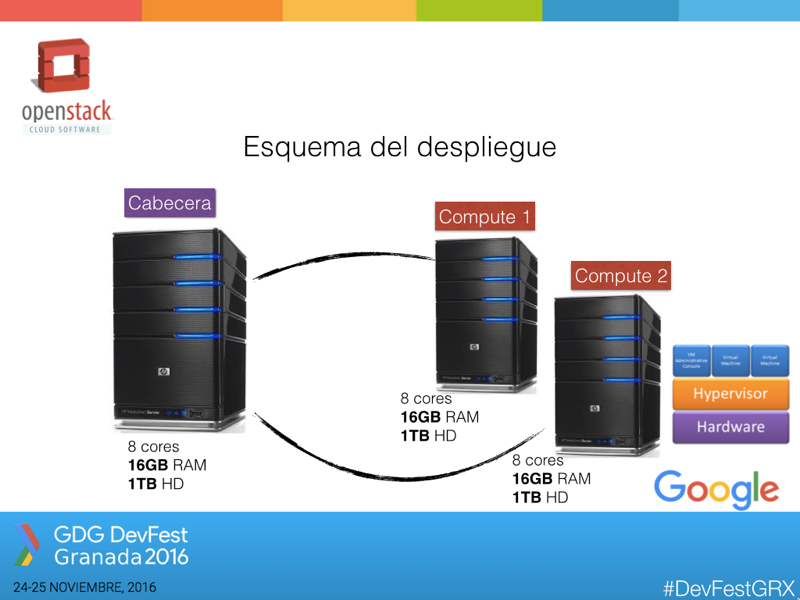 openstack
CLOUD SOFTWARE
Esquema del despliegue
Cabecera
Compute 1
Compute 2
8 cores
16GB RAM
1TB HD
8 cores
16GB RAM
1TB HD
8 cores
16GB RAM
1TB HD
VM
Administrative
Console
Virtual
Machine
Virtual
Machine
Hypervisor
Hardware
Google
GDG DevFest
Granada2016
24-25 NOVIEMBRE, 2016
#DevFestGRX